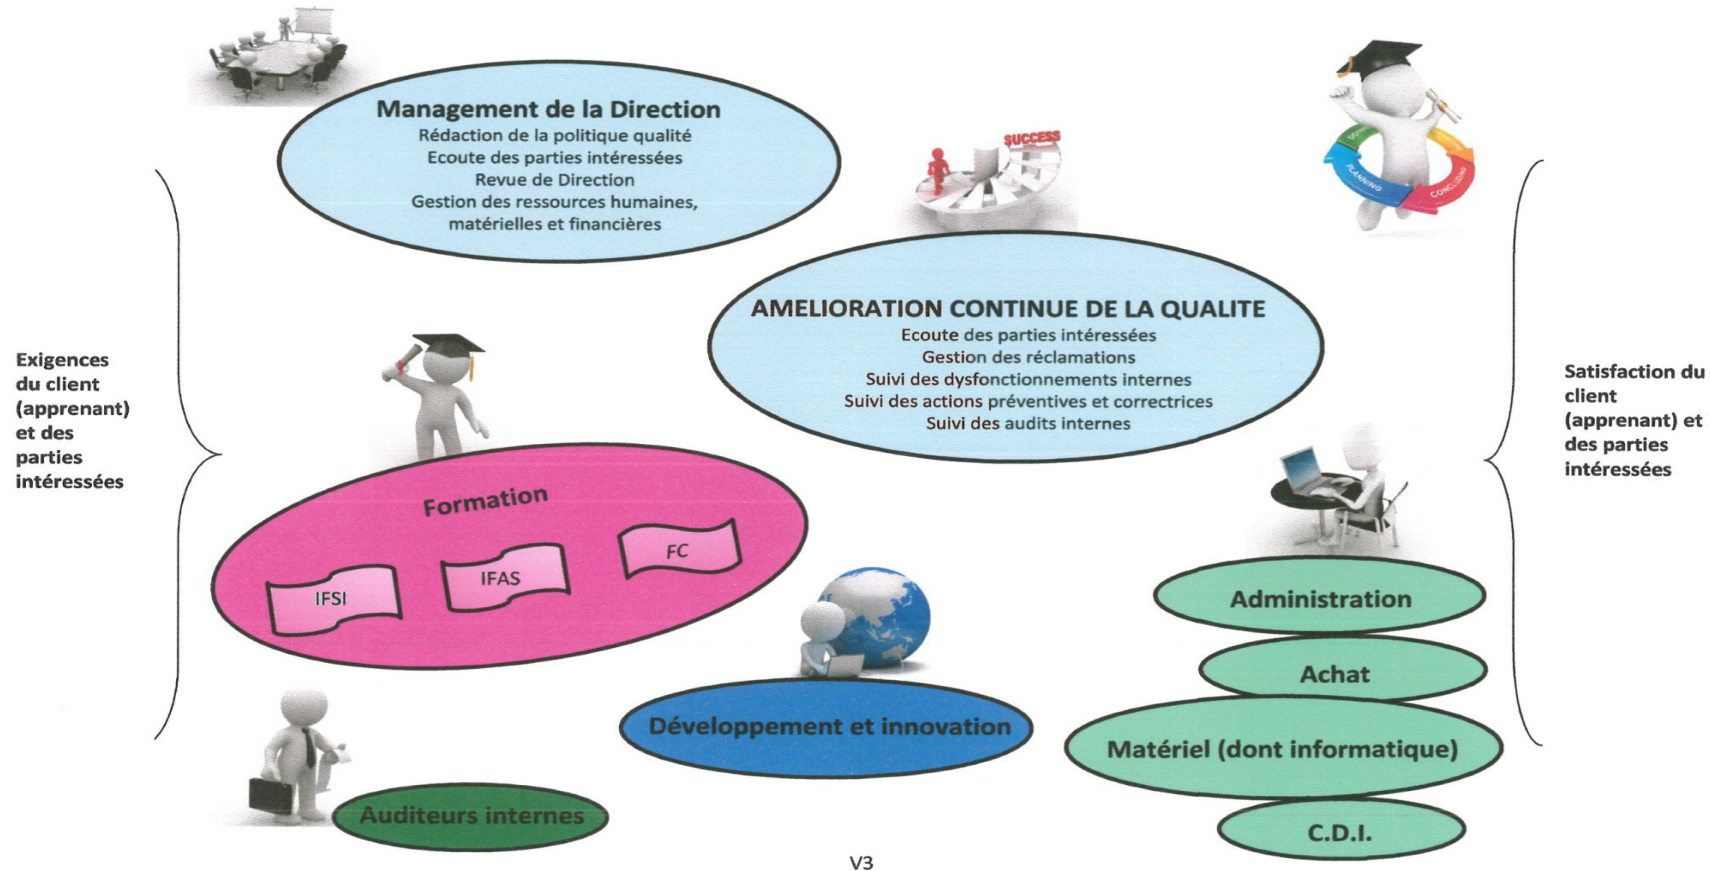 SUCCESS
DOING
PLANNING
CONCLUDING
Management de la Direction
Rédaction de la politique qualité
Ecoute des parties intéressées
Revue de Direction
Gestion des ressources humaines,
matérielles et financières
AMELIORATION CONTINUE DE LA QUALITE
Ecoute des parties intéressées
Gestion des réclamations
Suivi des dysfonctionnements internes
Suivi des actions préventives et correctrices
Suivi des audits internes
Exigences
du client
(apprenant)
et des
parties
intéressées
Satisfaction du
client
(apprenant) et
des parties
intéressées
Formation
IFSI
IFAS
FC
Développement et innovation
Auditeurs internes
Administration
Achat
Matériel (dont informatique)
C.D.I.
V3